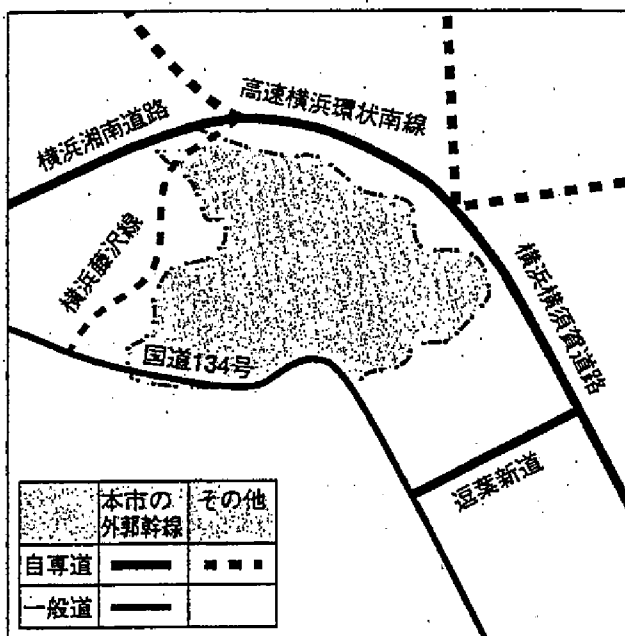 高速横浜環状南線
横浜湘南道路
横浜藤沢線
横浜横須賀道路
国道134号
逗葉新道
本市の
外郭幹線
その他
自専道
一般道